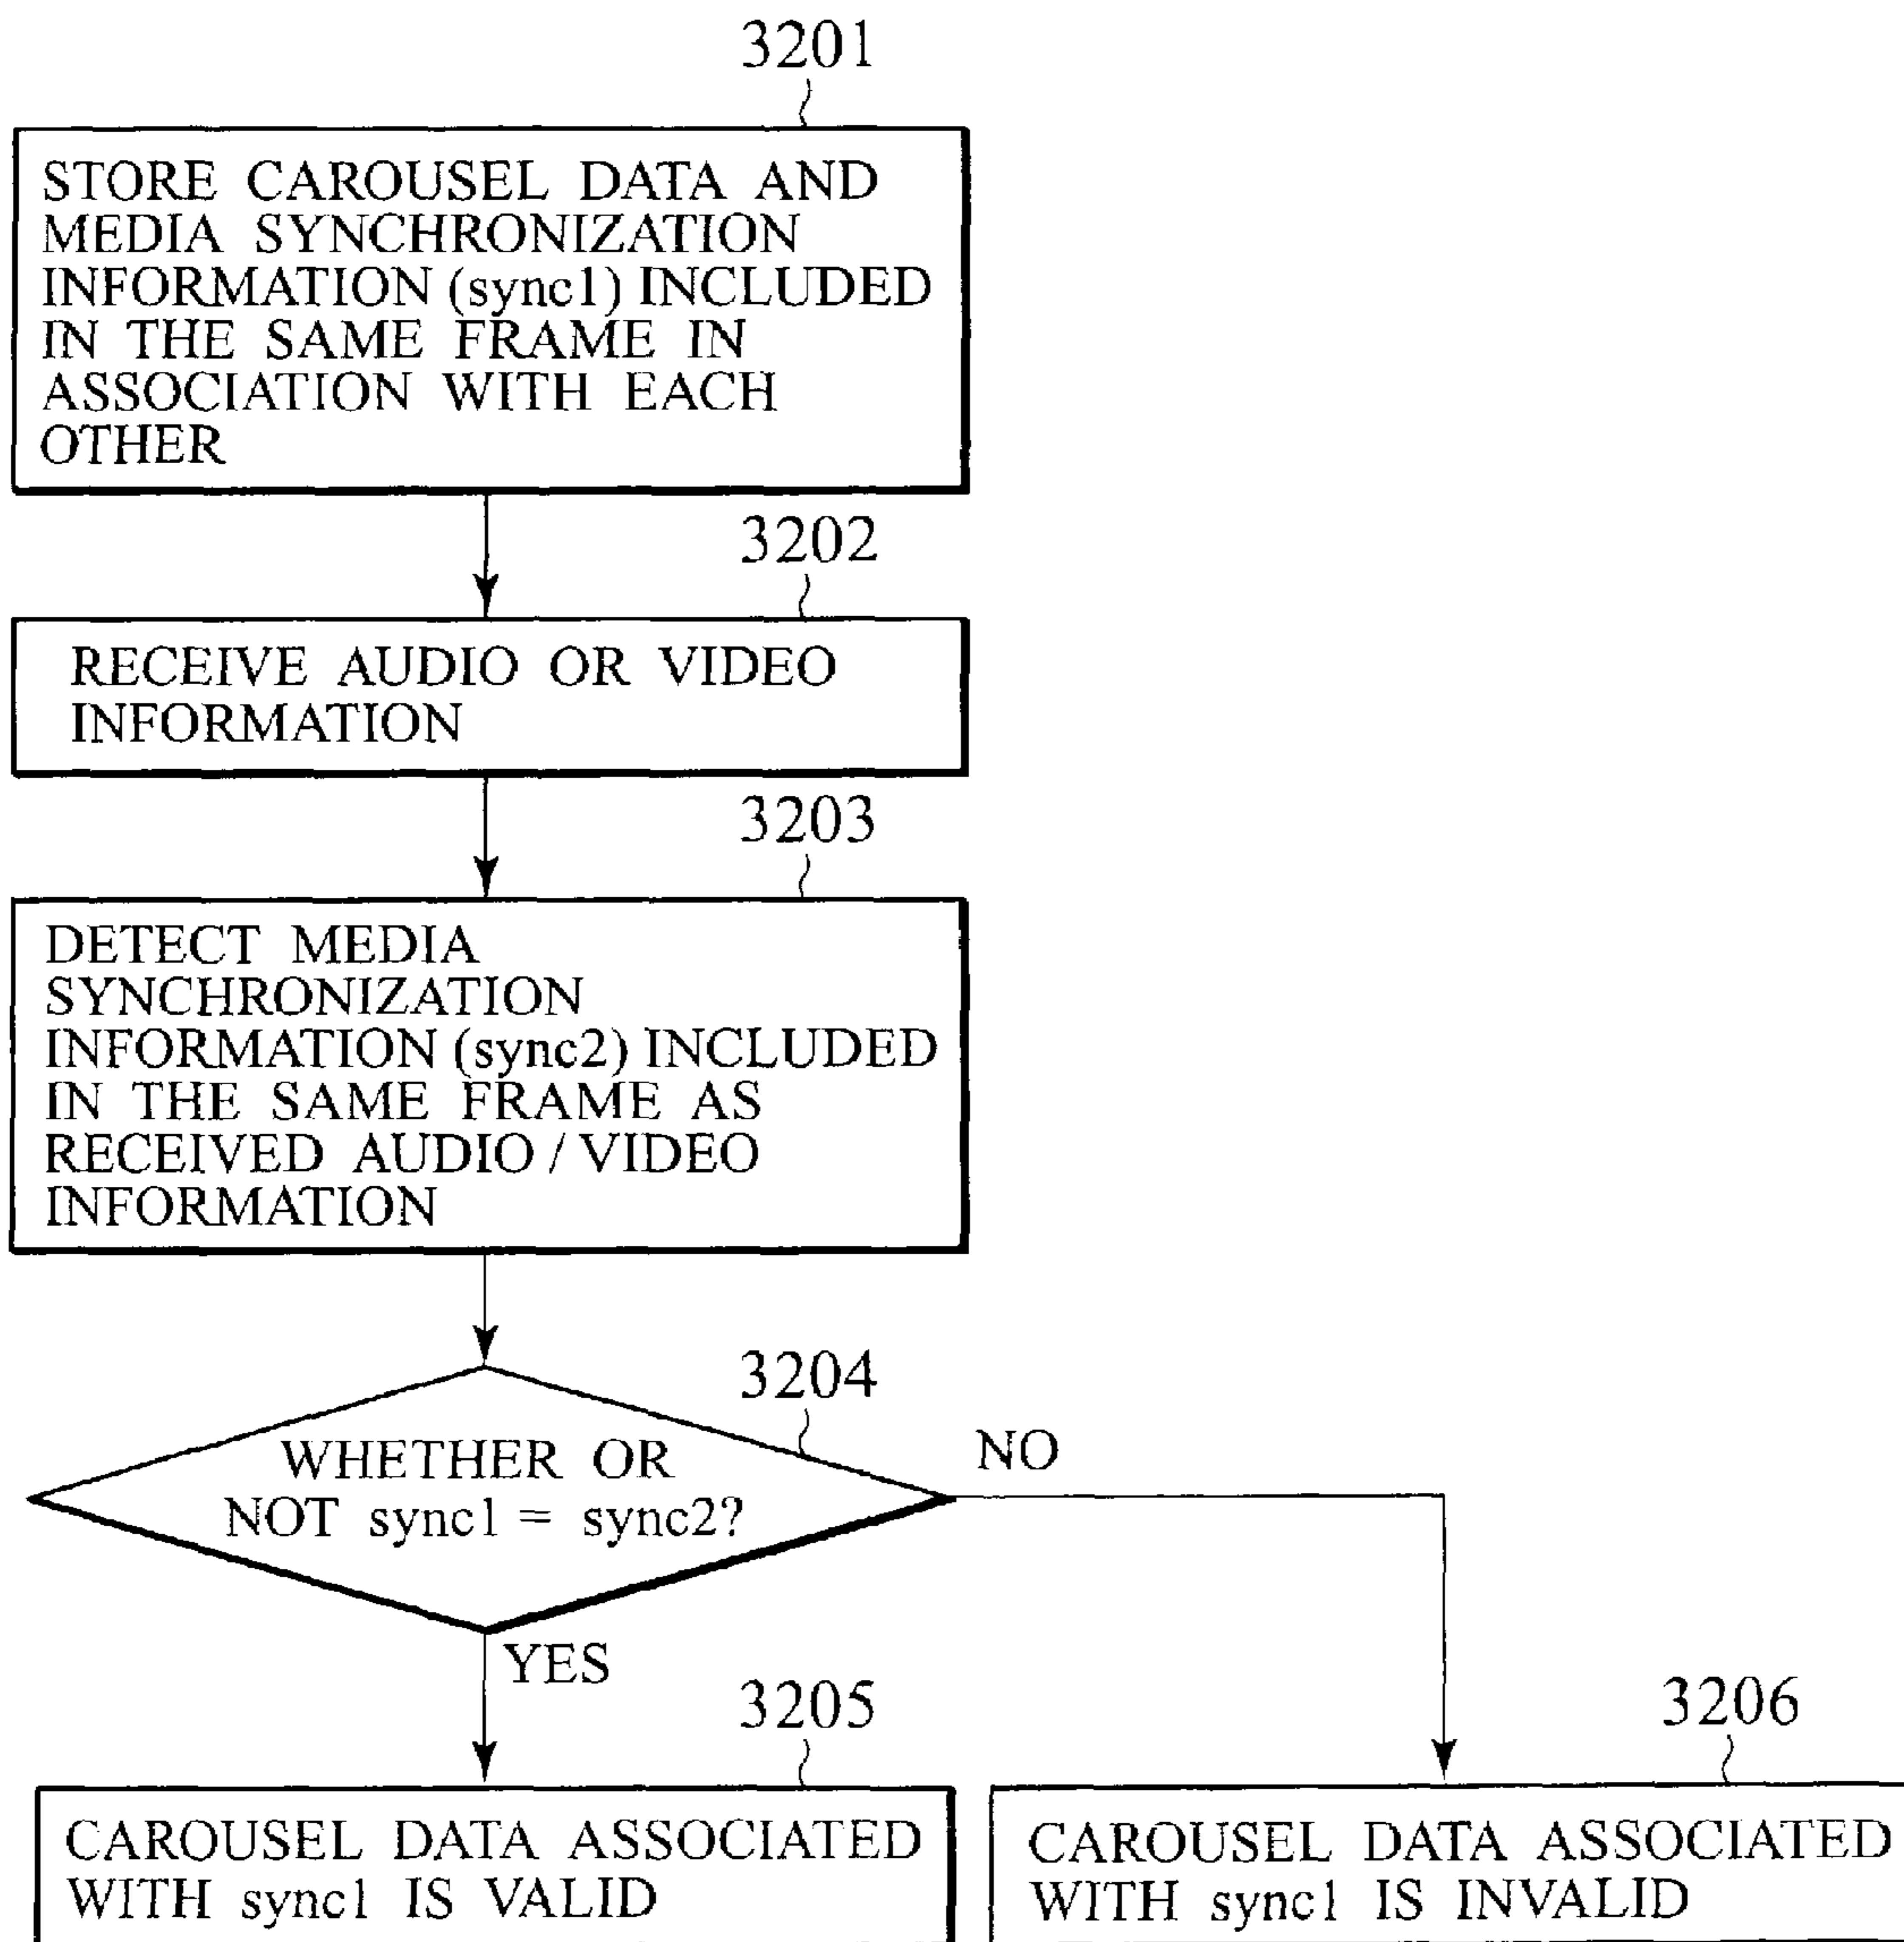 3201
STORE CAROUSEL DATA AND
MEDIA SYNCHRONIZATION
INFORMATION (sync1) INCLUDED
IN THE SAME FRAME IN
ASSOCIATION WITH EACH
OTHER
3202
RECEIVE AUDIO OR VIDEO
INFORMATION
3203
DETECT MEDIA
SYNCHRONIZATION
INFORMATION (sync2) INCLUDED
IN THE SAME FRAME AS
RECEIVED AUDIO / VIDEO
INFORMATION
3204
WHETHER OR
NOT sync1 = sync2?
NO
YES
3205
CAROUSEL DATA ASSOCIATED
WITH sync1 IS VALID
3206
CAROUSEL DATA ASSOCIATED
WITH sync1 IS INVALID